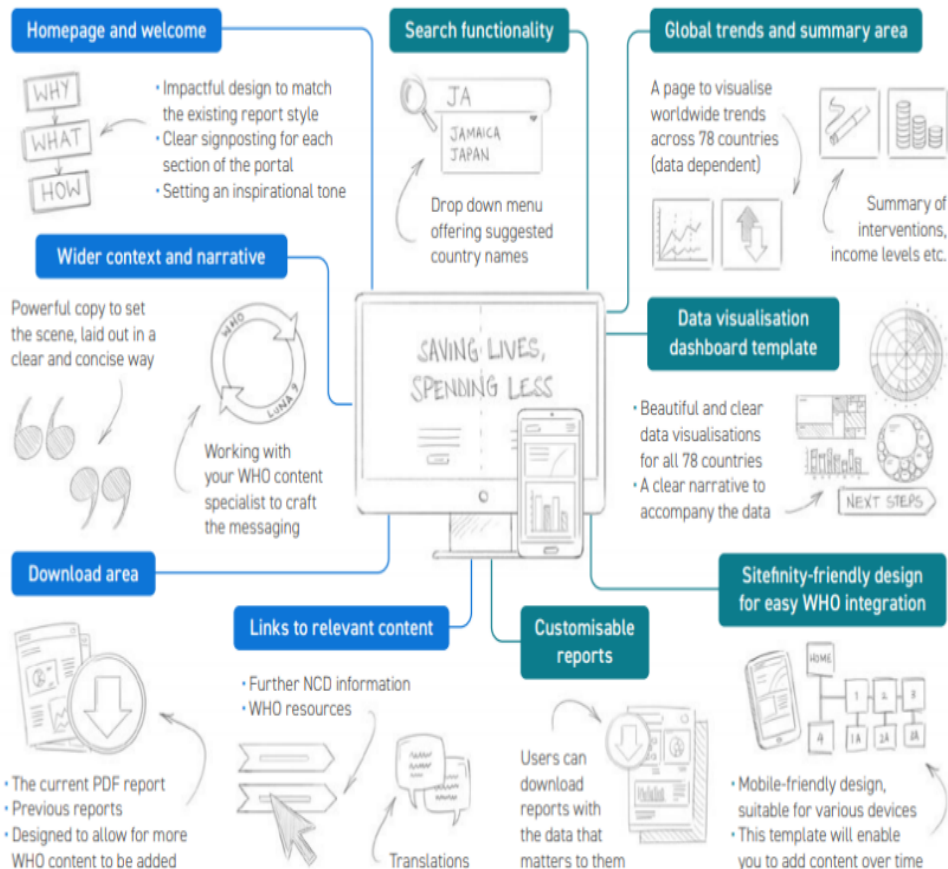 Homepage and welcome
WHY
WHAT
HOW
• Impactful design to match
the existing report style
• Clear signposting for each
section of the portal
• Setting an inspirational tone
Search functionality
JA
JAMAICA
JAPAN
Drop down menu
offering suggested
country names
Global trends and summary area
A page to visualise
worldwide trends
across 78 countries
(data dependent)
Summary of
interventions,
income levels etc.
Wider context and narrative
Powerful copy to set
the scene, laid out in a
clear and concise way
WHO
LUNA 9
Working with
your WHO content
specialist to craft
the messaging
SAVING LIVES,
SPENDING LESS
Data visualisation
dashboard template
• Beautiful and clear
data visualisations
for all 78 countries
• A clear narrative to
accompany the data
NEXT STEPS
Download area
• The current PDF report
• Previous reports
• Designed to allow for more
WHO content to be added
Links to relevant content
• Further NCD information
• WHO resources
Translations
Customisable
reports
Users can
download
reports with
the data that
matters to them
Sitefinity-friendly design
for easy WHO integration
HOME
1
2
3
4
1A
2A
3A
• Mobile-friendly design,
suitable for various devices
• This template will enable
you to add content over time